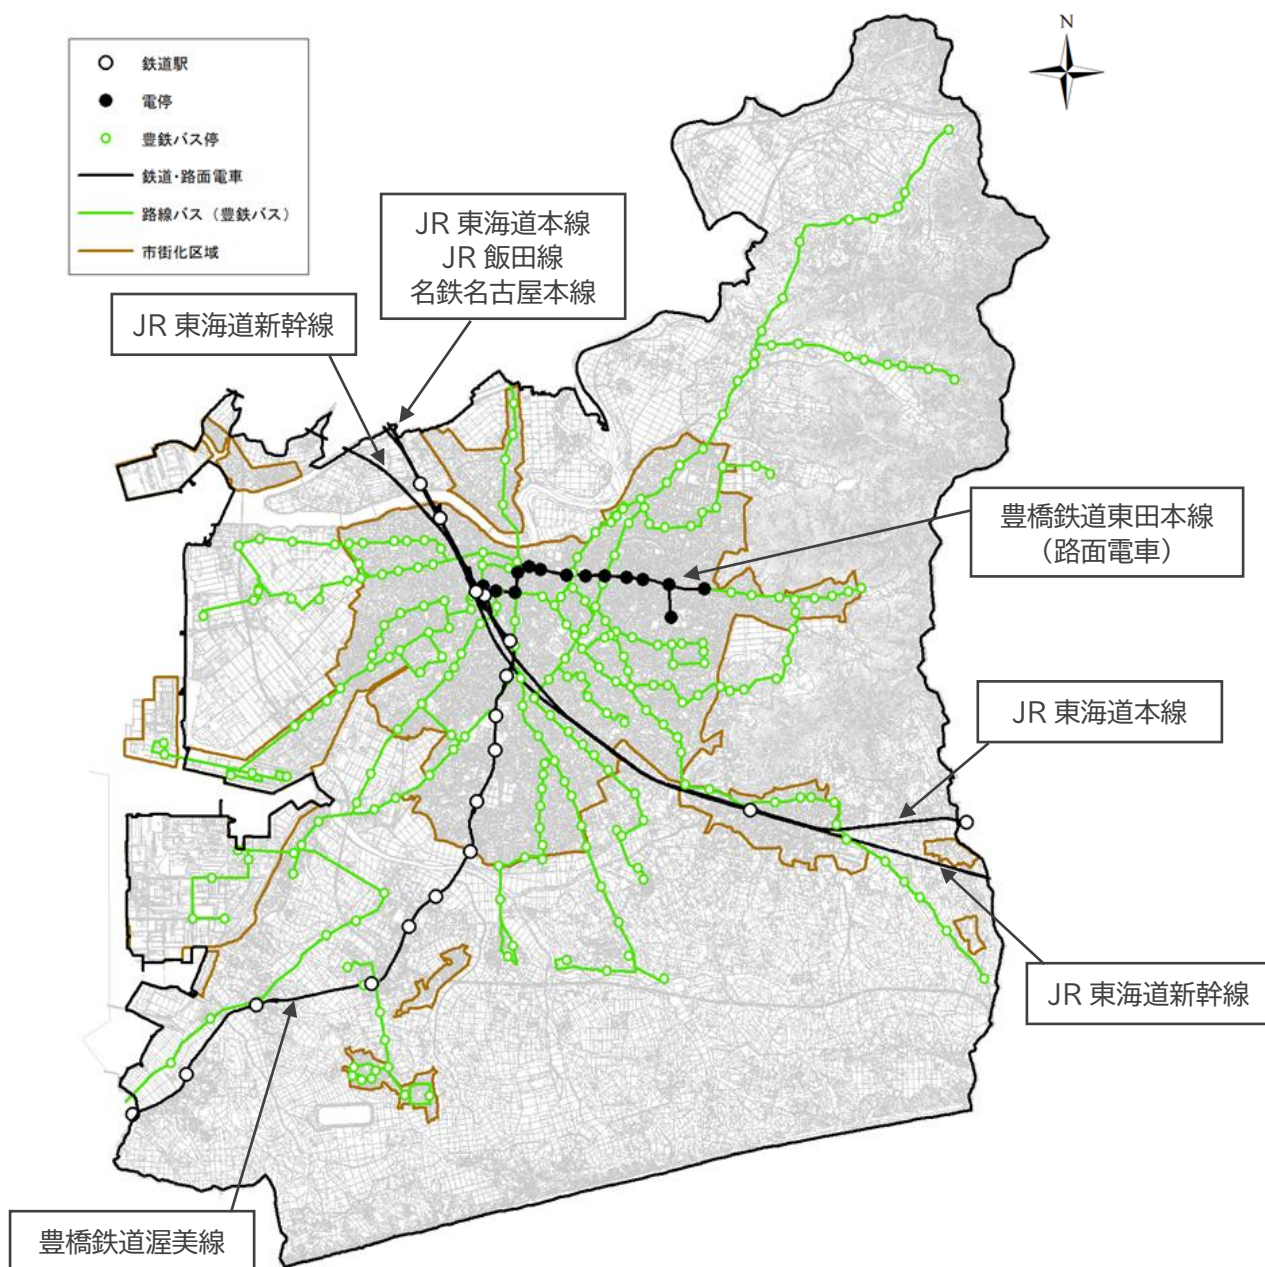 N
鉄道駅
電停
豊鉄バス停
鉄道・路面電車
路線バス（豊鉄バス）
市街化区域
JR 東海道本線
JR 飯田線
名鉄名古屋本線
JR 東海道新幹線
豊橋鉄道東田本線
（路面電車）
JR 東海道本線
JR 東海道新幹線
豊橋鉄道渥美線